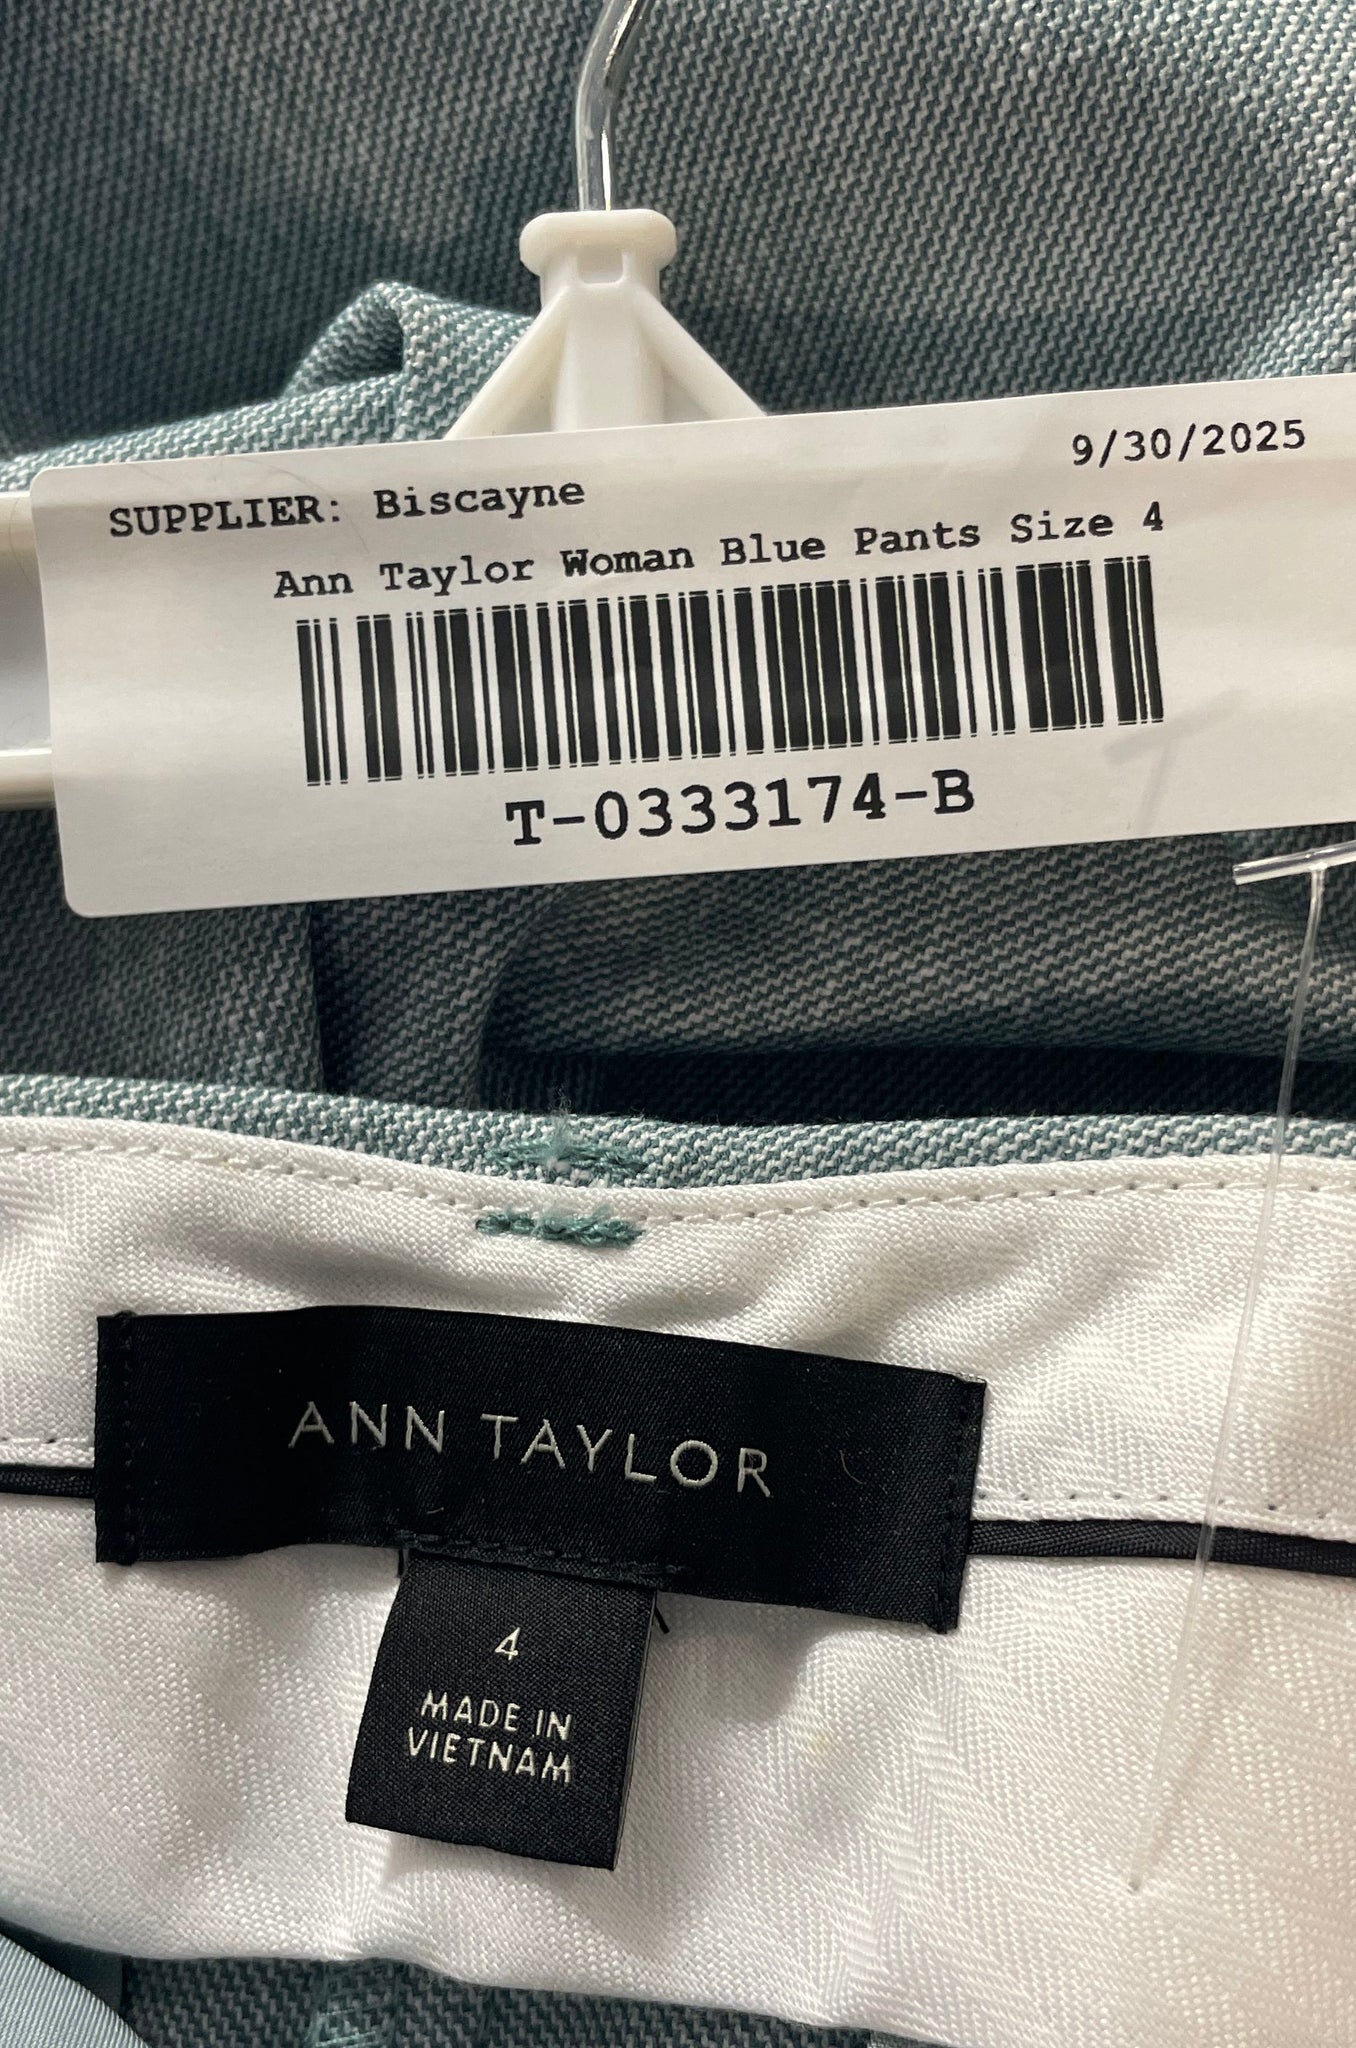 9/30/2025
SUPPLIER: Biscayne
Ann Taylor Woman Blue Pants Size 4
T-0333174-B
ANN TAYLOR
4
MADE IN
VIETNAM